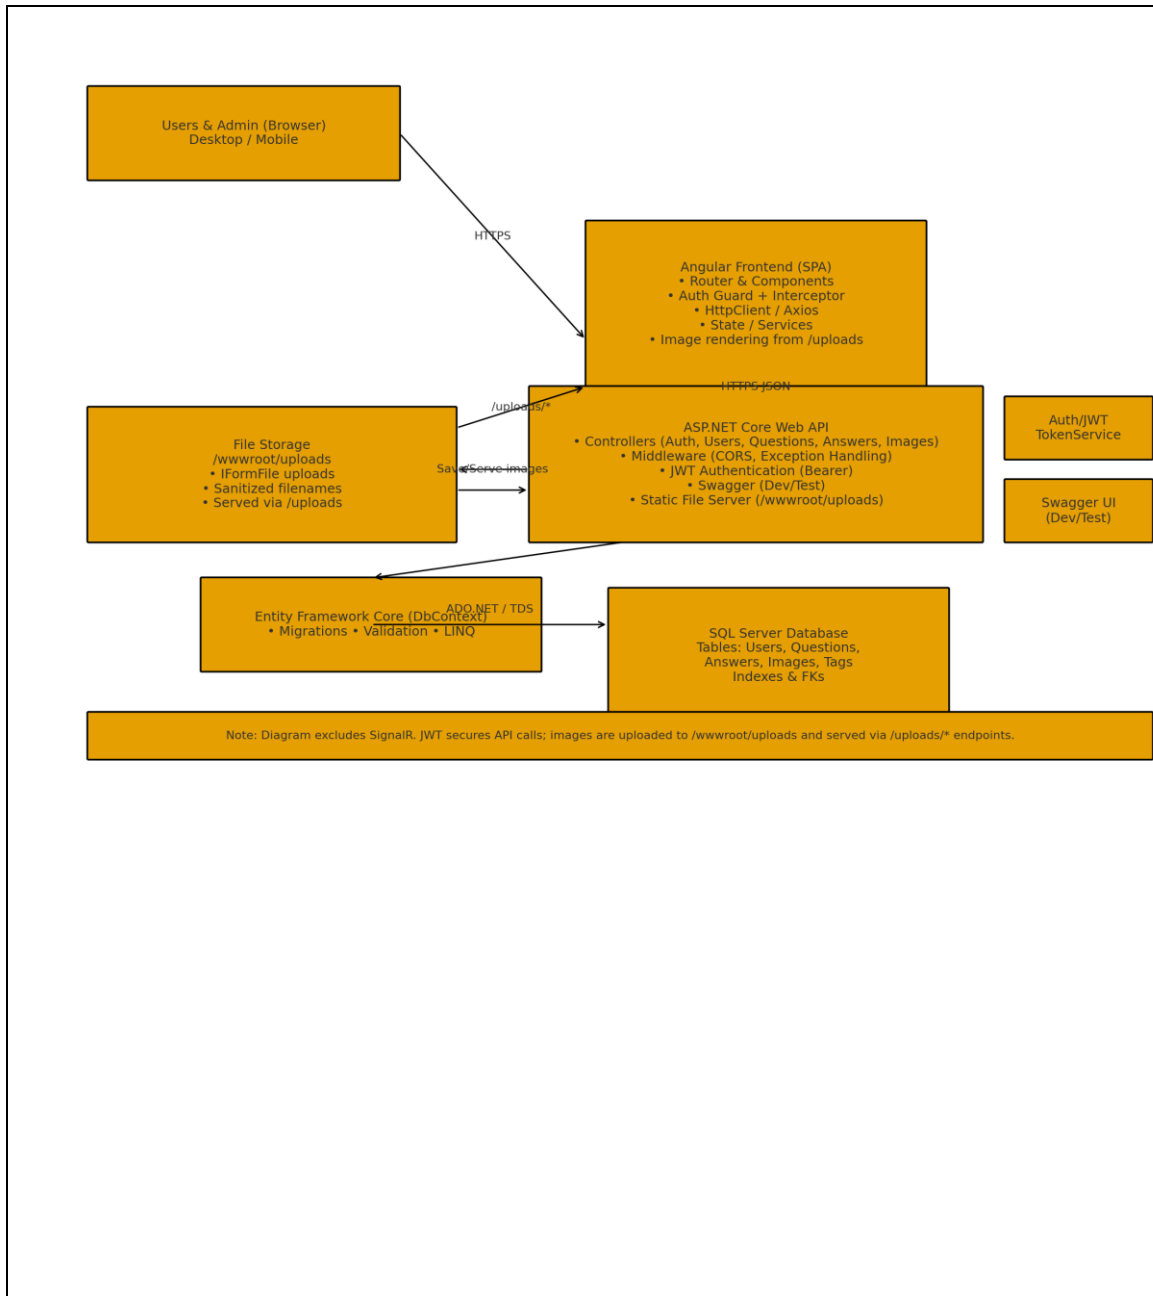 Users & Admin (Browser)
Desktop / Mobile
HTTPS
Angular Frontend (SPA)
• Router & Components
• Auth Guard + Interceptor
• HttpClient / Axios
• State / Services
• Image rendering from /uploads
HTTPS JSON
/uploads/*
File Storage
/wwwroot/uploads
• IFormFile uploads
• Sanitized filenames
• Served via /uploads
Save/Serve images
ASP.NET Core Web API
• Controllers (Auth, Users, Questions, Answers, Images)
• Middleware (CORS, Exception Handling)
• JWT Authentication (Bearer)
• Swagger (Dev/Test)
• Static File Server (/wwwroot/uploads)
Auth/JWT
TokenService
Swagger UI
(Dev/Test)
ADO.NET / TDS
Entity Framework Core (DbContext)
• Migrations • Validation • LINQ
SQL Server Database
Tables: Users, Questions,
Answers, Images, Tags
Indexes & FKs
Note: Diagram excludes SignalR. JWT secures API calls; images are uploaded to /wwwroot/uploads and served via /uploads/* endpoints.